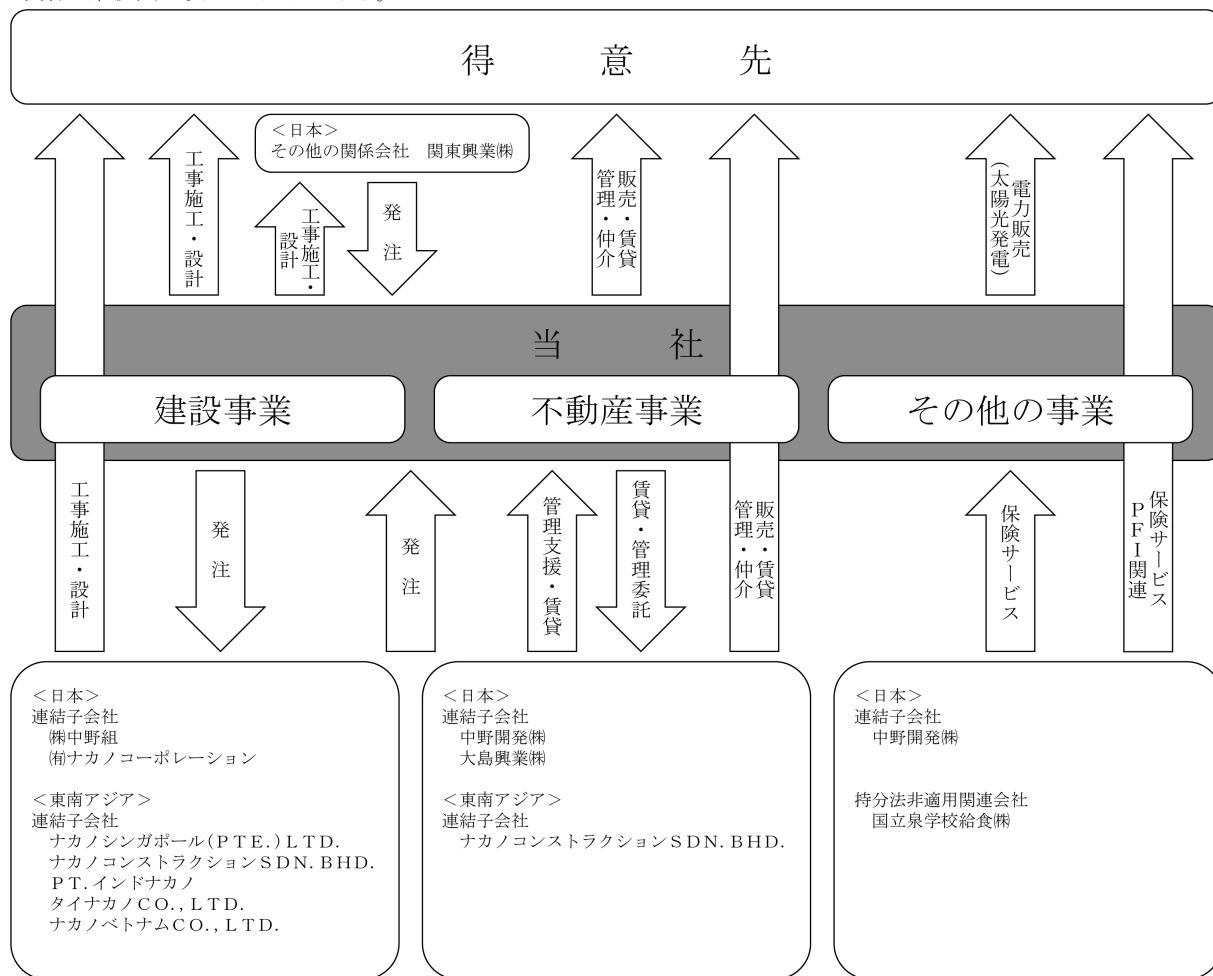 得意先
＜日本＞
その他の関係会社　関東興業㈱
工事施工・設計
工事施工・
設計
発注
販売・賃貸
管理・仲介
電力販売
(太陽光発電)
当社
建設事業
不動産事業
その他の事業
工事施工・設計
発注
発注
管理支援・賃貸
賃貸・管理委託
販売・賃貸
管理・仲介
保険サービス
保険サービス
ＰＦＩ関連
＜日本＞
連結子会社
㈱中野組
㈲ナカノコーポレーション
＜東南アジア＞
連結子会社
ナカノシンガポール(ＰＴＥ.)ＬＴＤ.
ナカノコンストラクションＳＤＮ.ＢＨＤ.
ＰＴ.インドナカノ
タイナカノＣＯ.,ＬＴＤ.
ナカノベトナムＣＯ.,ＬＴＤ.
＜日本＞
連結子会社
中野開発㈱
大島興業㈱
＜東南アジア＞
連結子会社
ナカノコンストラクションＳＤＮ.ＢＨＤ.
＜日本＞
連結子会社
中野開発㈱
持分法非適用関連会社
国立泉学校給食㈱